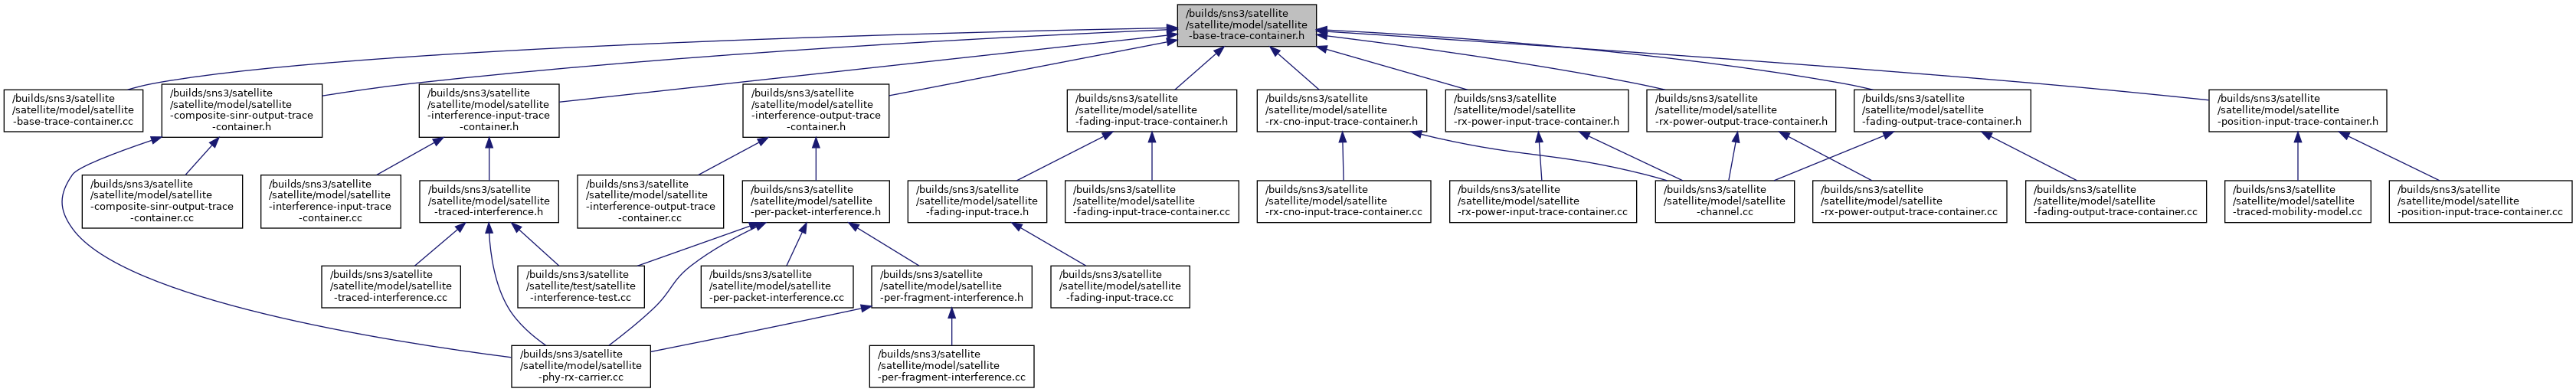 /builds/sns3/satellite
/satellite/model/satellite
-base-trace-container.h
/builds/sns3/satellite
/satellite/model/satellite
-base-trace-container.cc
/builds/sns3/satellite
/satellite/model/satellite
-composite-sinr-output-trace
-container.h
/builds/sns3/satellite
/satellite/model/satellite
-interference-input-trace
-container.h
/builds/sns3/satellite
/satellite/model/satellite
-interference-output-trace
-container.h
/builds/sns3/satellite
/satellite/model/satellite
-fading-input-trace-container.h
/builds/sns3/satellite
/satellite/model/satellite
-rx-cno-input-trace-container.h
/builds/sns3/satellite
/satellite/model/satellite
-rx-power-input-trace-container.h
/builds/sns3/satellite
/satellite/model/satellite
-rx-power-output-trace-container.h
/builds/sns3/satellite
/satellite/model/satellite
-fading-output-trace-container.h
/builds/sns3/satellite
/satellite/model/satellite
-position-input-trace-container.h
/builds/sns3/satellite
/satellite/model/satellite
-composite-sinr-output-trace
-container.cc
/builds/sns3/satellite
/satellite/model/satellite
-interference-input-trace
-container.cc
/builds/sns3/satellite
/satellite/model/satellite
-traced-interference.h
/builds/sns3/satellite
/satellite/model/satellite
-interference-output-trace
-container.cc
/builds/sns3/satellite
/satellite/model/satellite
-per-packet-interference.h
/builds/sns3/satellite
/satellite/model/satellite
-fading-input-trace.h
/builds/sns3/satellite
/satellite/model/satellite
-fading-input-trace-container.cc
/builds/sns3/satellite
/satellite/model/satellite
-rx-cno-input-trace-container.cc
/builds/sns3/satellite
/satellite/model/satellite
-rx-power-input-trace-container.cc
/builds/sns3/satellite
/satellite/model/satellite
-channel.cc
/builds/sns3/satellite
/satellite/model/satellite
-rx-power-output-trace-container.cc
/builds/sns3/satellite
/satellite/model/satellite
-fading-output-trace-container.cc
/builds/sns3/satellite
/satellite/model/satellite
-traced-mobility-model.cc
/builds/sns3/satellite
/satellite/model/satellite
-position-input-trace-container.cc
/builds/sns3/satellite
/satellite/model/satellite
-traced-interference.cc
/builds/sns3/satellite
/satellite/test/satellite
-interference-test.cc
/builds/sns3/satellite
/satellite/model/satellite
-per-packet-interference.cc
/builds/sns3/satellite
/satellite/model/satellite
-per-fragment-interference.h
/builds/sns3/satellite
/satellite/model/satellite
-fading-input-trace.cc
/builds/sns3/satellite
/satellite/model/satellite
-phy-rx-carrier.cc
/builds/sns3/satellite
/satellite/model/satellite
-per-fragment-interference.cc